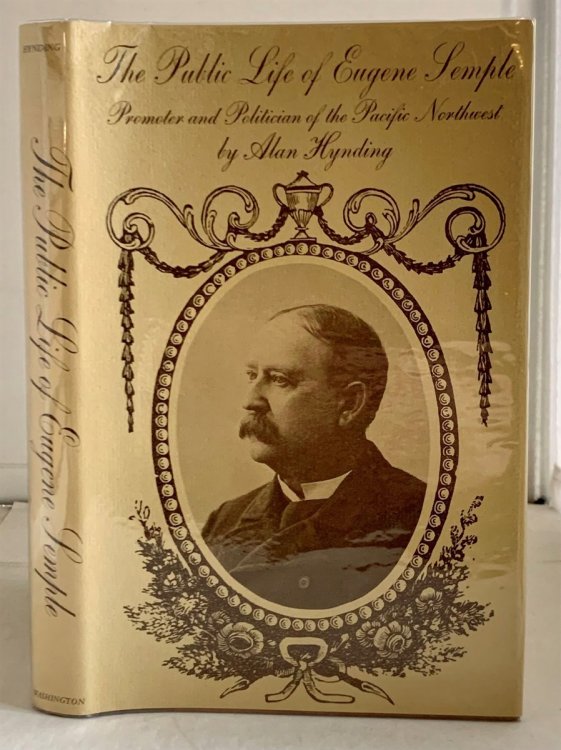 The Public Life of Eugene Semple
Promoter and Politician of the Pacific Northwest
by Alan Hynding
HYNDING
The Public Life of Eugene Semple
WASHINGTON